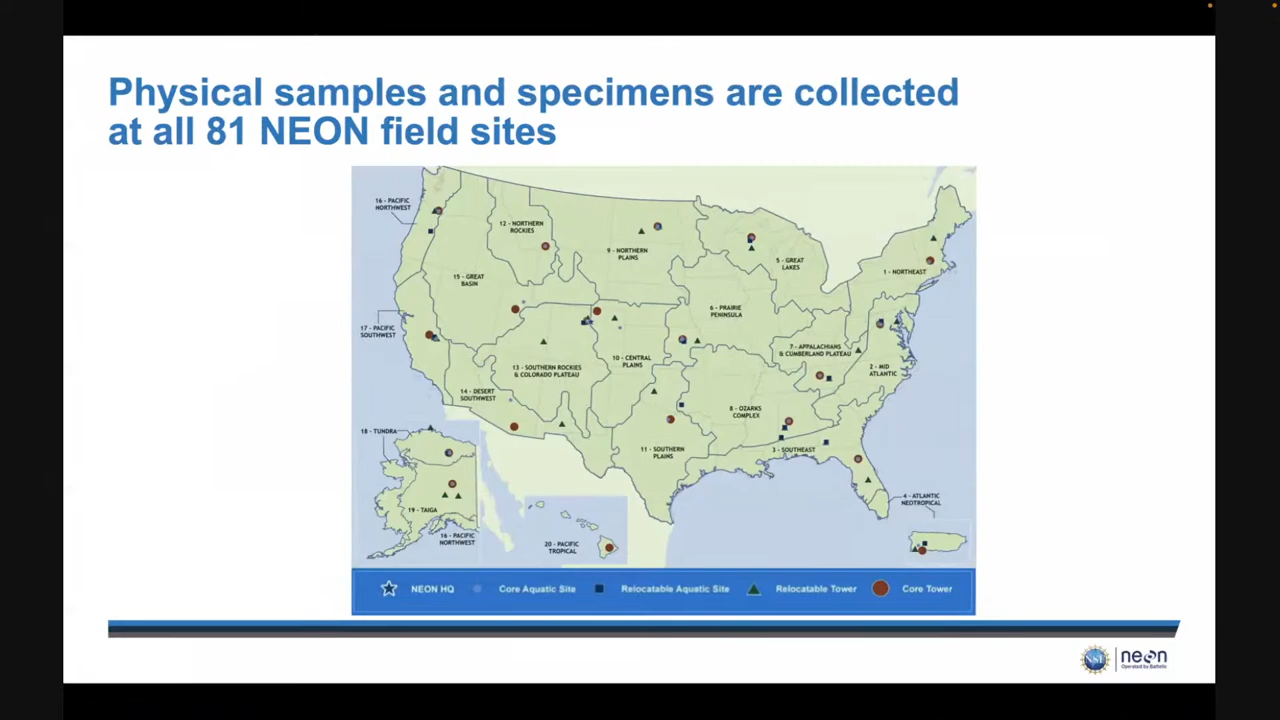 Physical samples and specimens are collected
at all 81 NEON field sites
16 - PACIFIC
NORTHWEST
12 - NORTHERN
ROCKIES
9 - NORTHERN
PLAINS
5 - GREAT
LAKES
1 - NORTHEAST
15 - GREAT
BASIN
6 - PRAIRIE
PENINSULA
17 - PACIFIC
SOUTHWEST
7 - APPALACHIANS
& CUMBERLAND PLATEAU
10 - CENTRAL
PLAINS
13 - SOUTHERN ROCKIES
& COLORADO PLATEAU
2 - MID
ATLANTIC
14 - DESERT
SOUTHWEST
8 - OZARKS
COMPLEX
18 - TUNDRA
11 - SOUTHERN
PLAINS
3 - SOUTHEAST
4 - ATLANTIC
NEOTROPICAL
19 - TAIGA
16 - PACIFIC
NORTHWEST
20 - PACIFIC
TROPICAL
NEON HQ
Core Aquatic Site
Relocatable Aquatic Site
Relocatable Tower
Core Tower
NSF
neon
Operated by Battelle